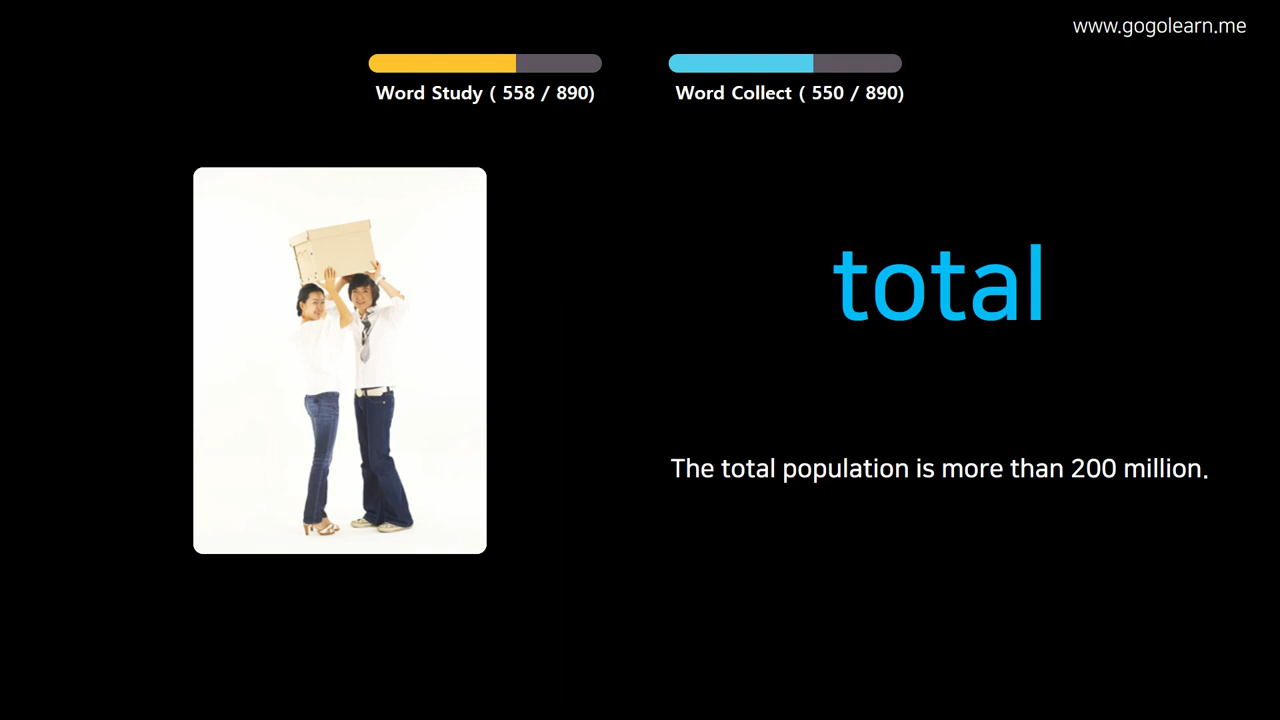 www.gogolearn.me
Word Study ( 558 / 890)
Word Collect ( 550 / 890)
total
The total population is more than 200 million.